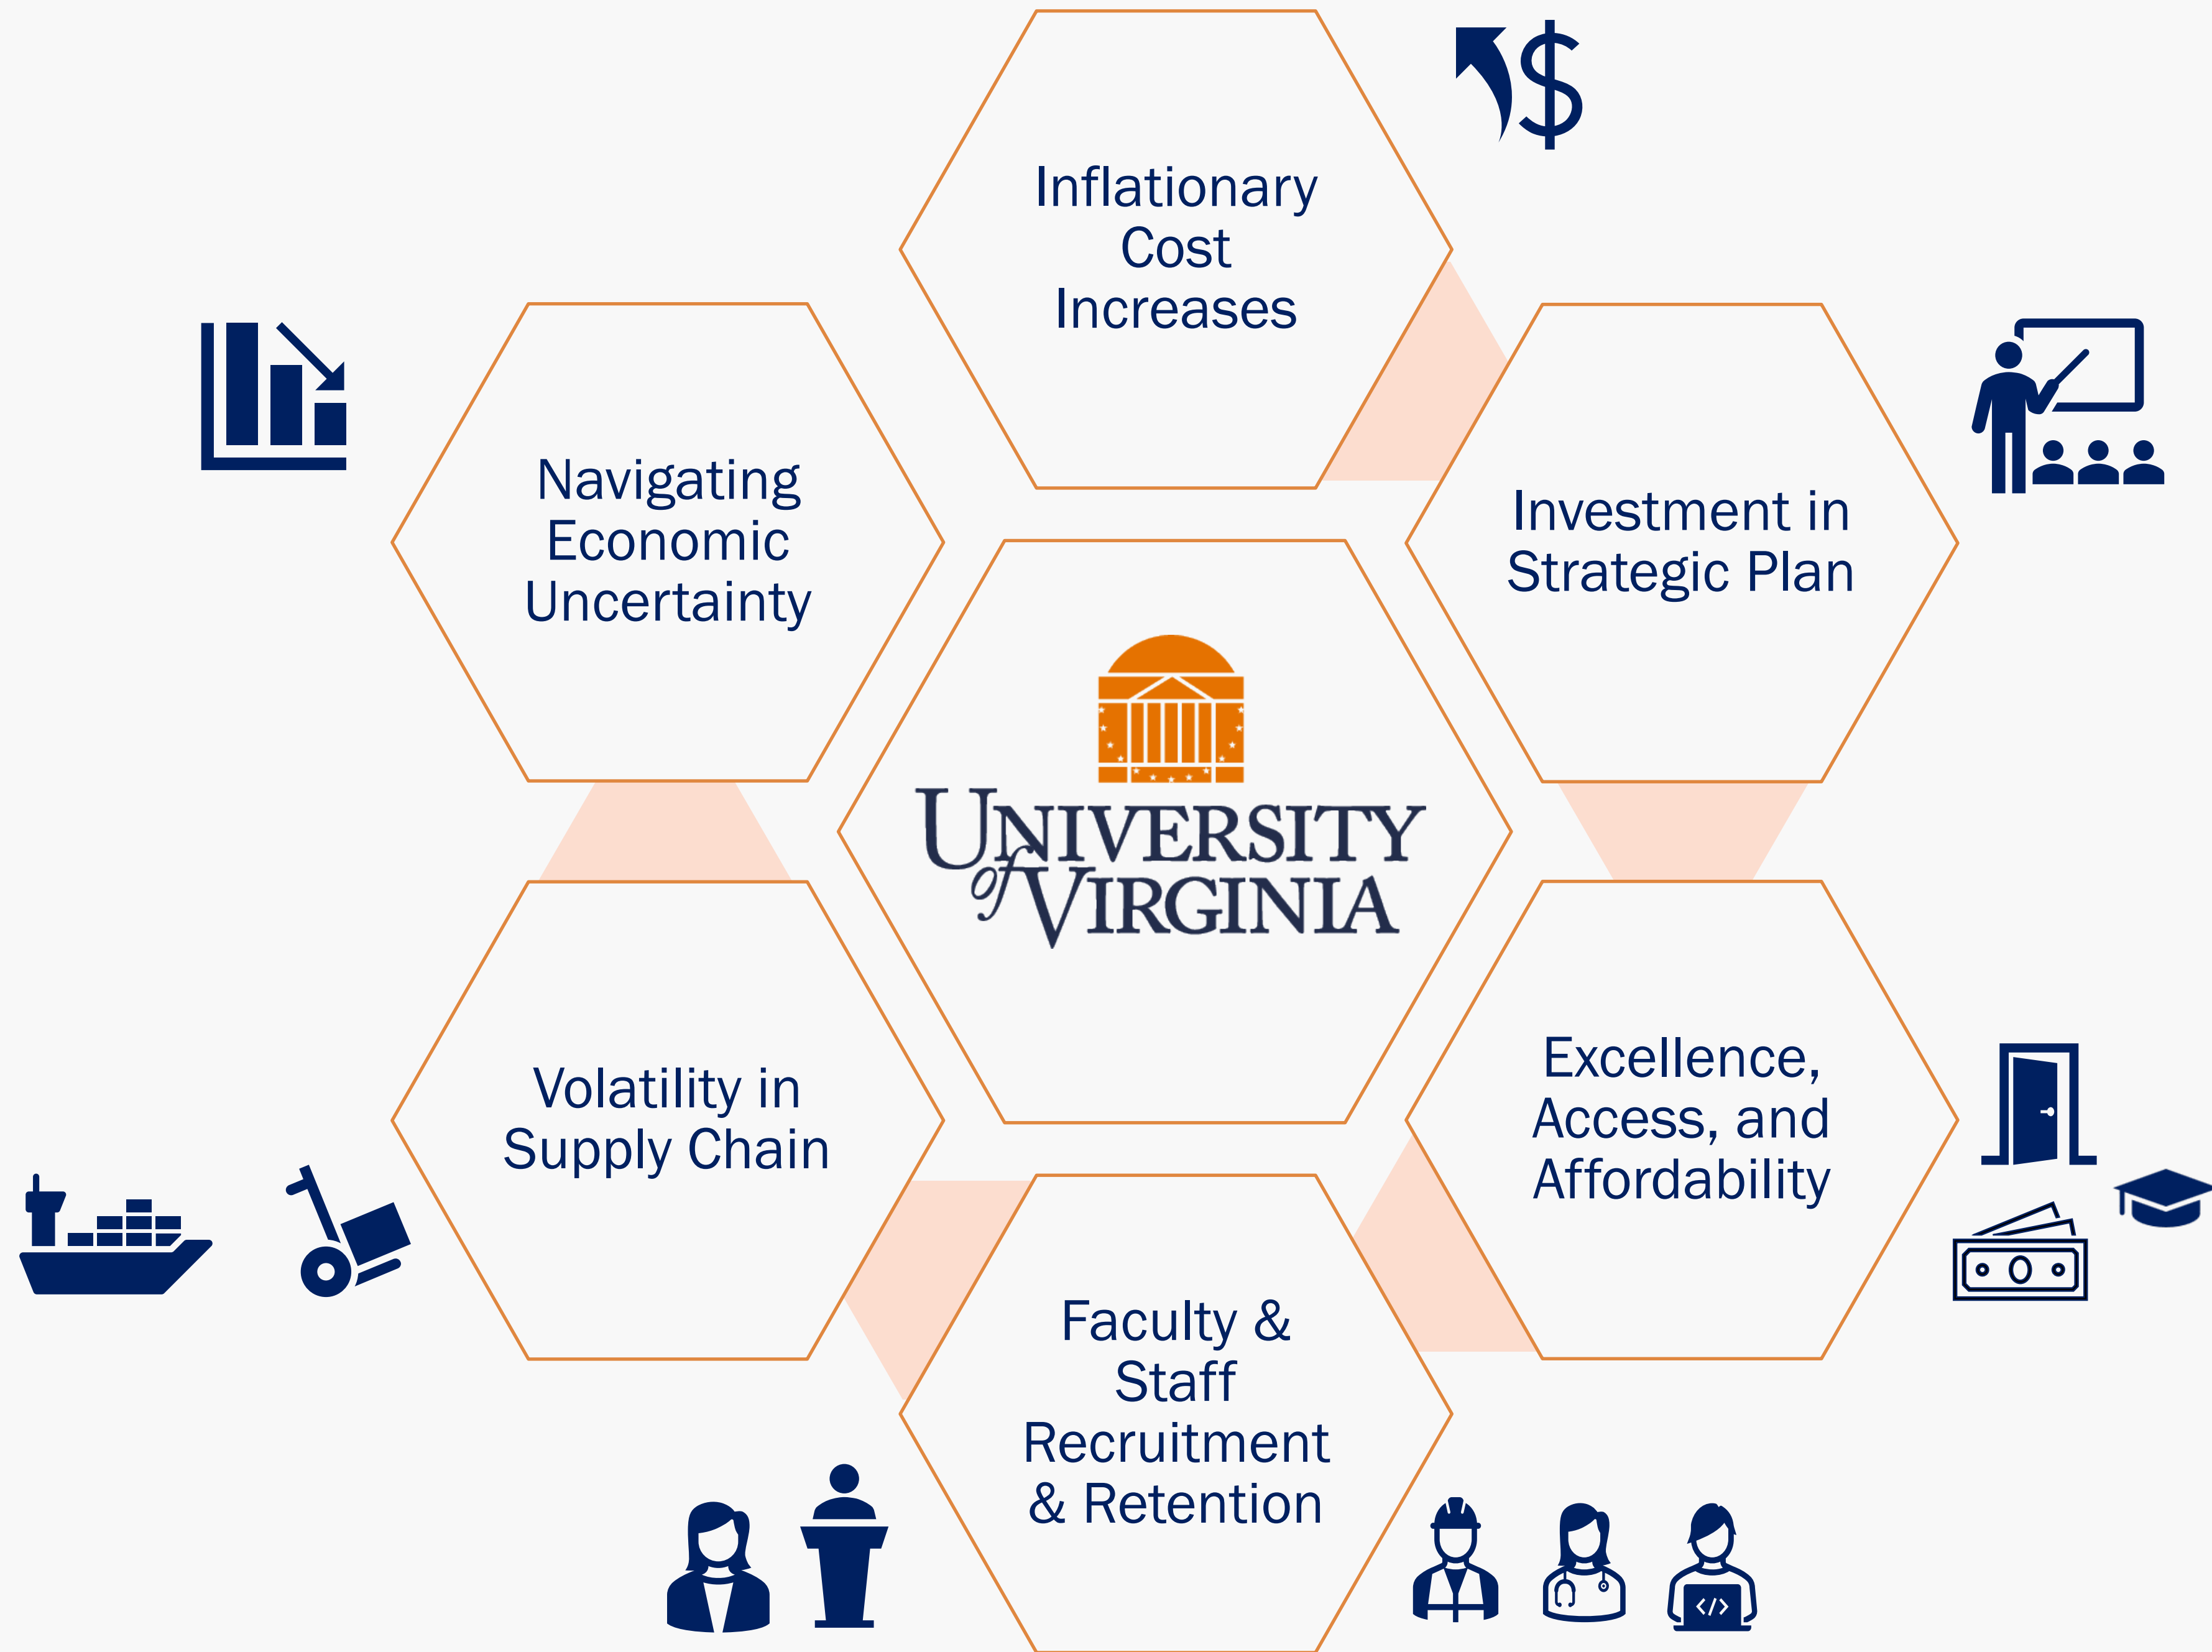 Inflationary
Cost
Increases
Navigating
Economic
Uncertainty
Investment in
Strategic Plan
UNIVERSITY
of VIRGINIA
Volatility in
Supply Chain
Excellence,
Access, and
Affordability
Faculty &
Staff
Recruitment
& Retention
$